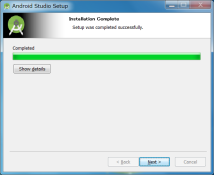 Android Studio Setup
Installation Complete
Setup was completed successfully.
Completed
Show details
< Back
Next >
Cancel